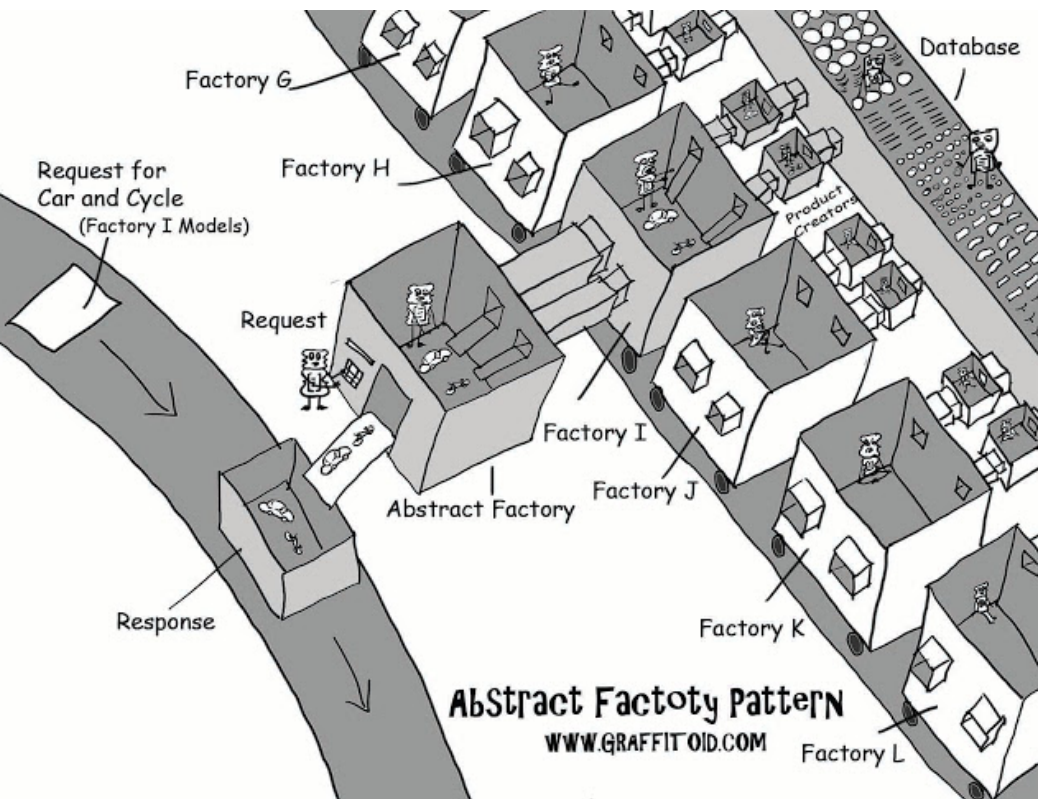 Database
Factory G
Request for
Car and Cycle
(Factory I Models)
Factory H
Product
Creators
Request
Factory I
Factory J
Abstract Factory
Response
Factory K
Abstract Factoty Pattern
www.graffitoid.com
Factory L